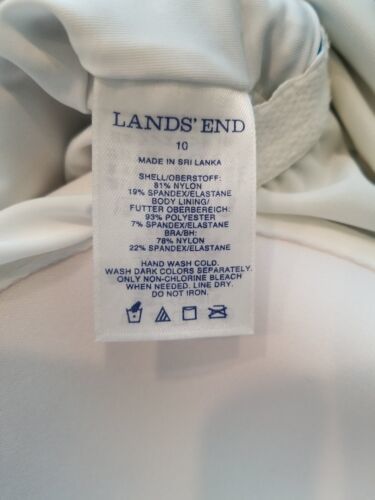 LANDS' END
10
MADE IN SRI LANKA
SHELL/OBERSTOFF:
81% NYLON
19% SPANDEX/ELASTANE
BODY LINING/
FUTTER OBERBEREICH:
93% POLYESTER
7% SPANDEX/ELASTANE
BRA/BH:
78% NYLON
22% SPANDEX/ELASTANE
HAND WASH COLD.
WASH DARK COLORS SEPARATELY.
ONLY NON-CHLORINE BLEACH
WHEN NEEDED. LINE DRY.
DO NOT IRON.